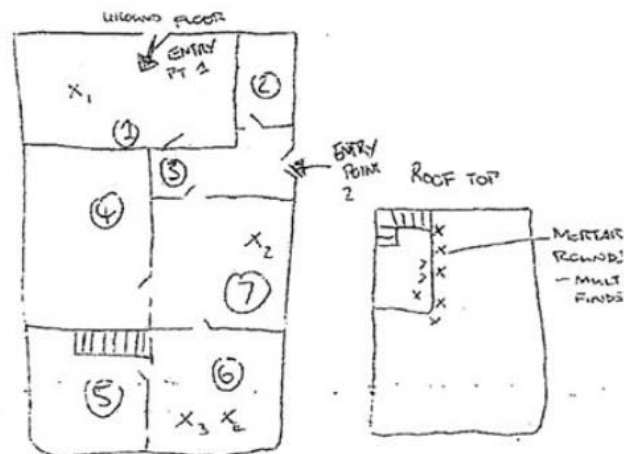 GROUND FLOOR
ENTRY
PT 1
X1
2
1
3
ENTRY
POINT
2
ROOF TOP
4
X2
MORTAR
ROUNDS
- MULT
FINDS
7
6
5
X3 X